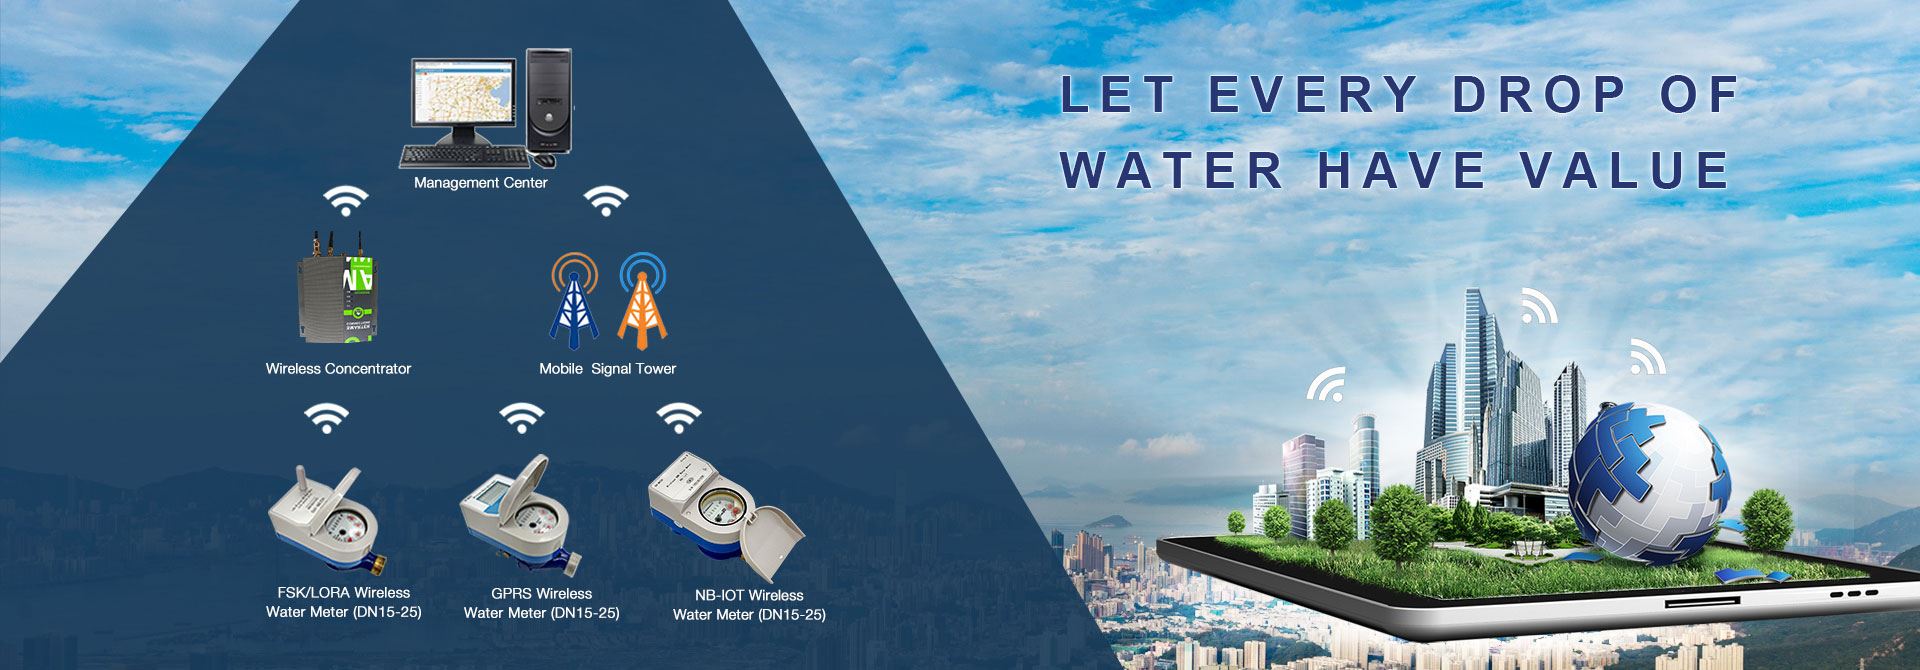 LET EVERY DROP OF
WATER HAVE VALUE
Management Center
Wireless Concentrator
Mobile Signal Tower
FSK/LORA Wireless
Water Meter (DN15-25)
GPRS Wireless
Water Meter (DN15-25)
NB-IOT Wireless
Water Meter (DN15-25)